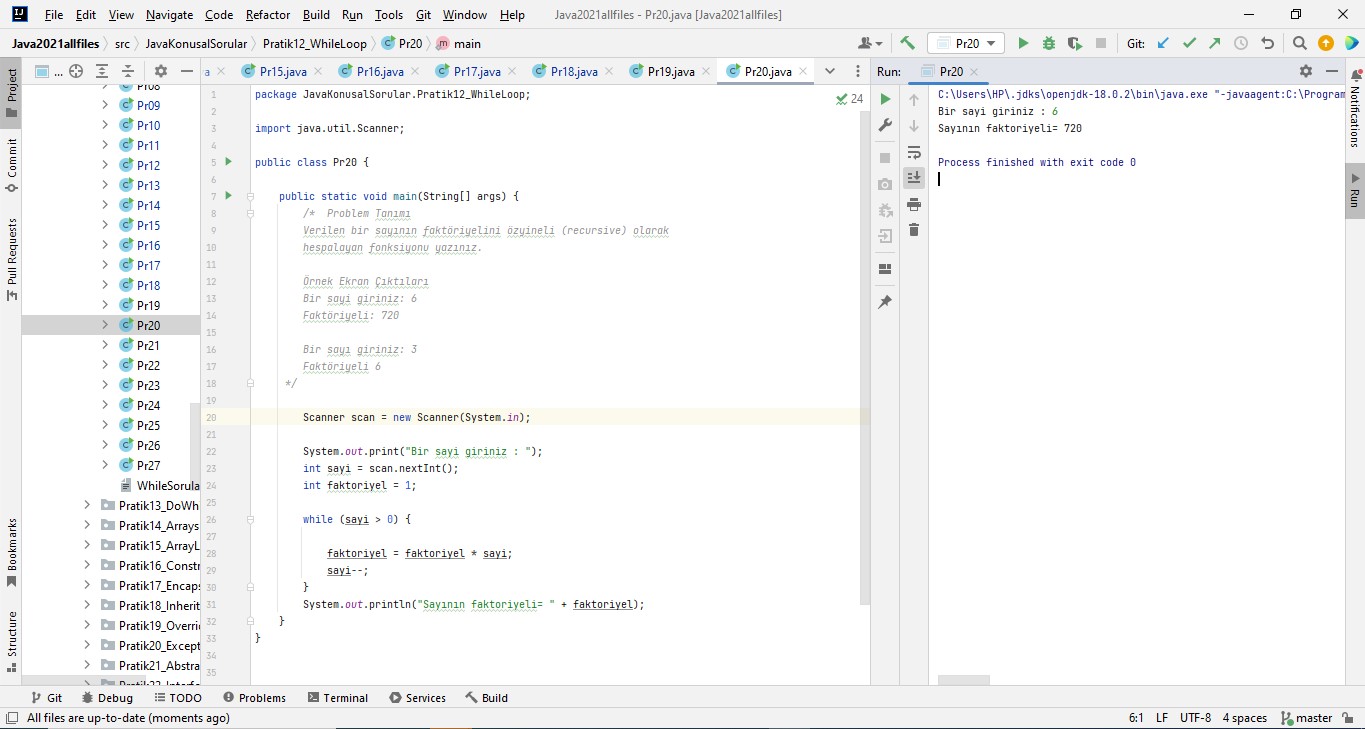 File Edit View Navigate Code Refactor Build Run Tools Git Window Help Java2021allfiles - Pr20.java [Java2021allfiles]
Java2021allfiles src JavaKonusalSorular Pratik12_WhileLoop Pr20 main Pr20 Git:
... a Pr15.java Pr16.java Pr17.java Pr18.java Pr19.java Pr20.java Run: Pr20
Project
Commit
Pull Requests
Bookmarks
Structure
Pr08
Pr09
Pr10
Pr11
Pr12
Pr13
Pr14
Pr15
Pr16
Pr17
Pr18
Pr19
Pr20
Pr21
Pr22
Pr23
Pr24
Pr25
Pr26
Pr27
WhileSorula
Pratik13_DoWh
Pratik14_Arrays
Pratik15_ArrayL
Pratik16_Constr
Pratik17_Encaps
Pratik18_Inherit
Pratik19_Overri
Pratik20_Except
Pratik21_Abstra
1 package JavaKonusalSorular.Pratik12_WhileLoop; 24
2
3 import java.util.Scanner;
4
5 public class Pr20 {
6
7 public static void main(String[] args) {
8 /* Problem Tanımı
9 Verilen bir sayının faktöriyelini özyineli (recursive) olarak
10 hespalayan fonksiyonu yazınız.
11
12 Örnek Ekran Çıktıları
13 Bir sayi giriniz: 6
14 Faktöriyeli: 720
15
16 Bir sayı giriniz: 3
17 Faktöriyeli 6
18 */
19
20 Scanner scan = new Scanner(System.in);
21
22 System.out.print("Bir sayi giriniz : ");
23 int sayi = scan.nextInt();
24 int faktoriyel = 1;
25
26 while (sayi > 0) {
27
28 faktoriyel = faktoriyel * sayi;
29 sayi--;
30 }
31 System.out.println("Sayının faktoriyeli= " + faktoriyel);
32 }
33 }
34
35
C:\Users\HP\.jdks\openjdk-18.0.2\bin\java.exe "-javaagent:C:\Program
Bir sayi giriniz : 6
Sayının faktoriyeli= 720
Process finished with exit code 0
Notifications
Run
Git Debug TODO Problems Terminal Services Build
All files are up-to-date (moments ago) 6:1 LF UTF-8 4 spaces master